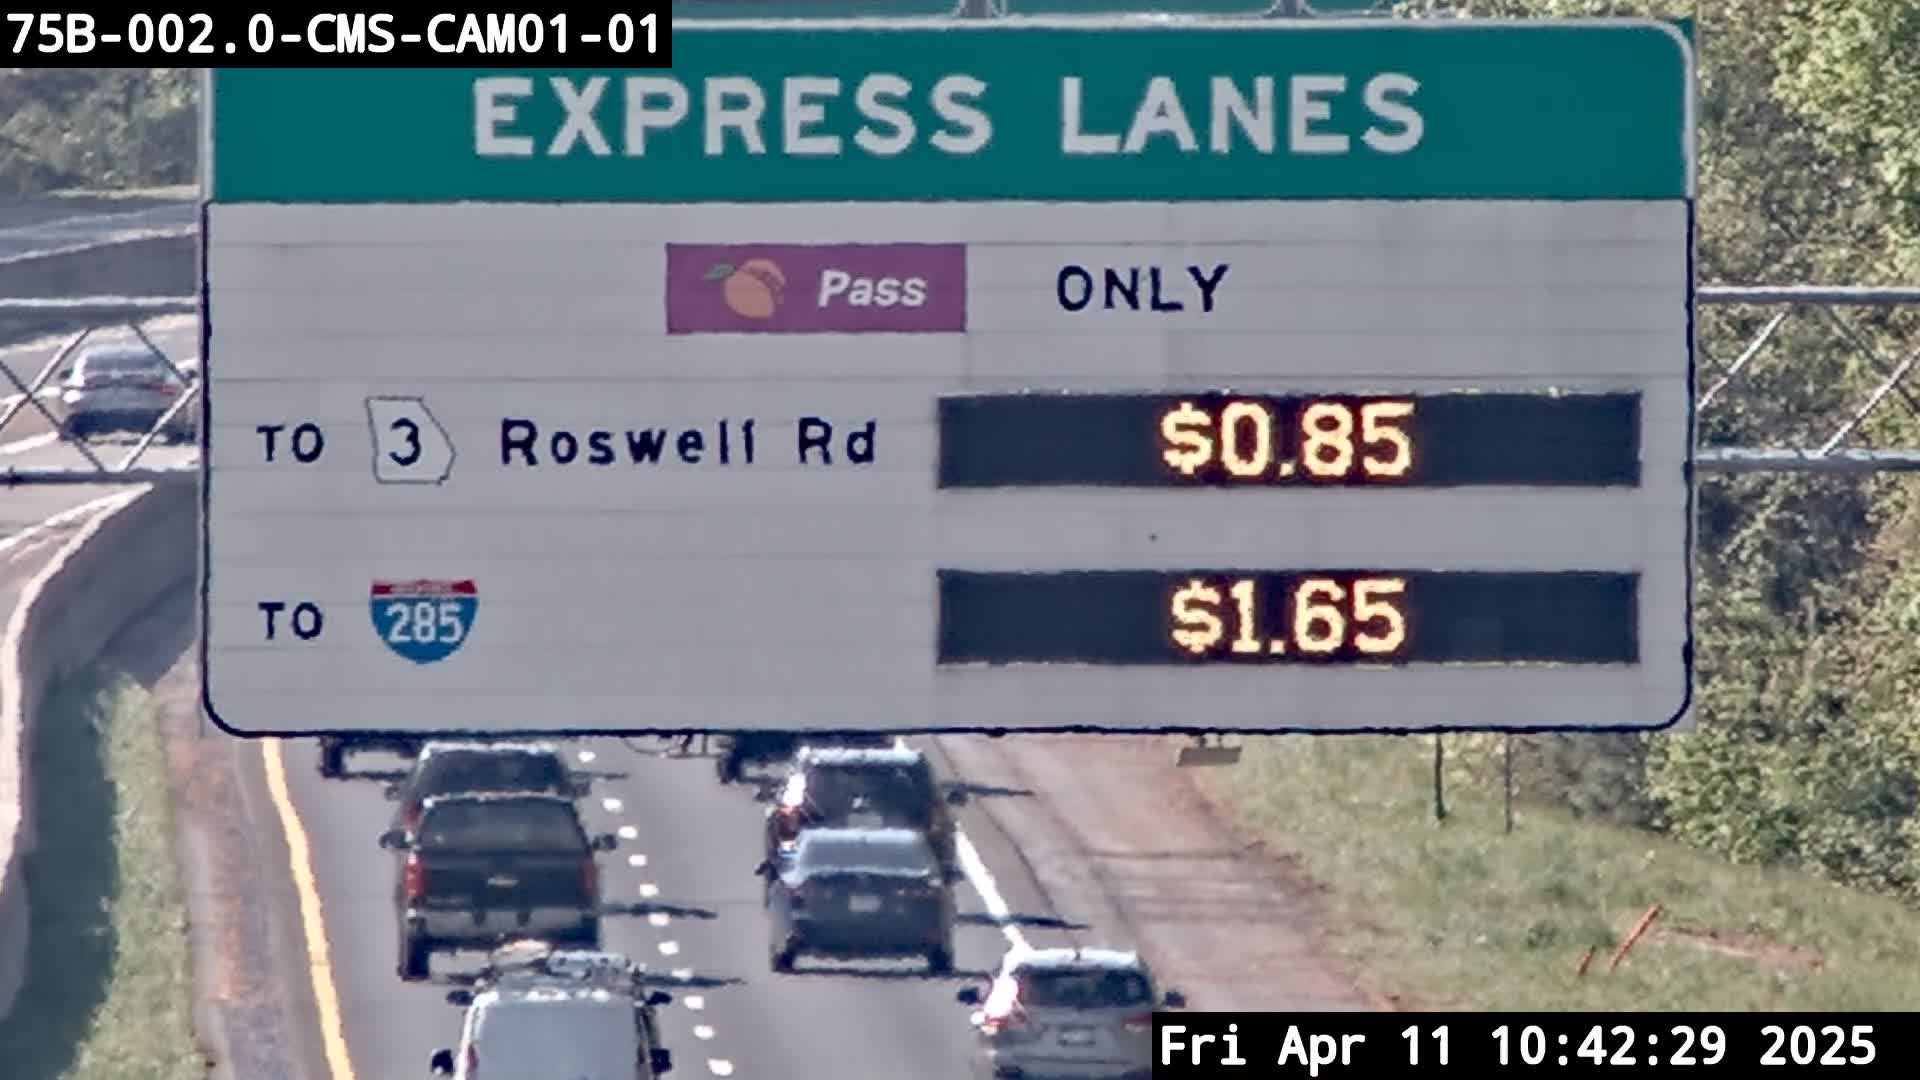 75B-002.0-CMS-CAM01-01
EXPRESS LANES
Pass ONLY
TO 3 Roswell Rd $0.85
TO 285 $1.65
Fri Apr 11 10:42:29 2025